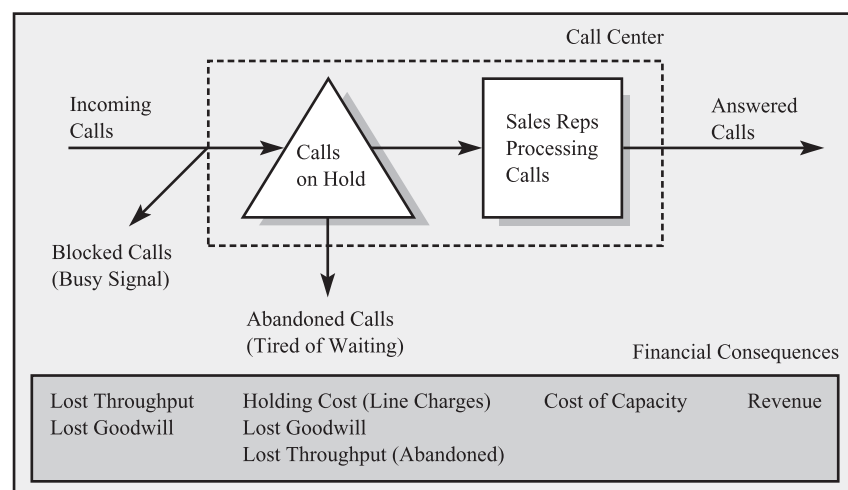 Call Center
Incoming
Calls
Calls
on Hold
Sales Reps
Processing
Calls
Answered
Calls
Blocked Calls
(Busy Signal)
Abandoned Calls
(Tired of Waiting)
Financial Consequences
Lost Throughput
Lost Goodwill
Holding Cost (Line Charges)
Lost Goodwill
Lost Throughput (Abandoned)
Cost of Capacity
Revenue